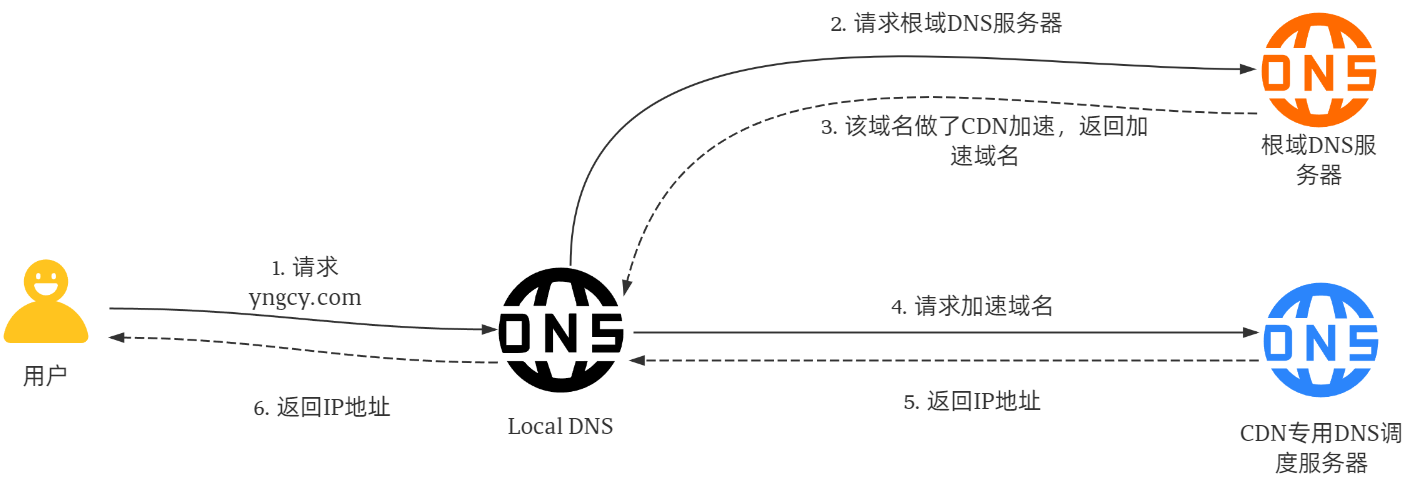 2. 请求根域DNS服务器
DNS
3. 该域名做了CDN加速，返回加
速域名
根域DNS服
务器
1. 请求
yngcy.com
DNS
4. 请求加速域名
DNS
用户
6. 返回IP地址
5. 返回IP地址
Local DNS
CDN专用DNS调
度服务器